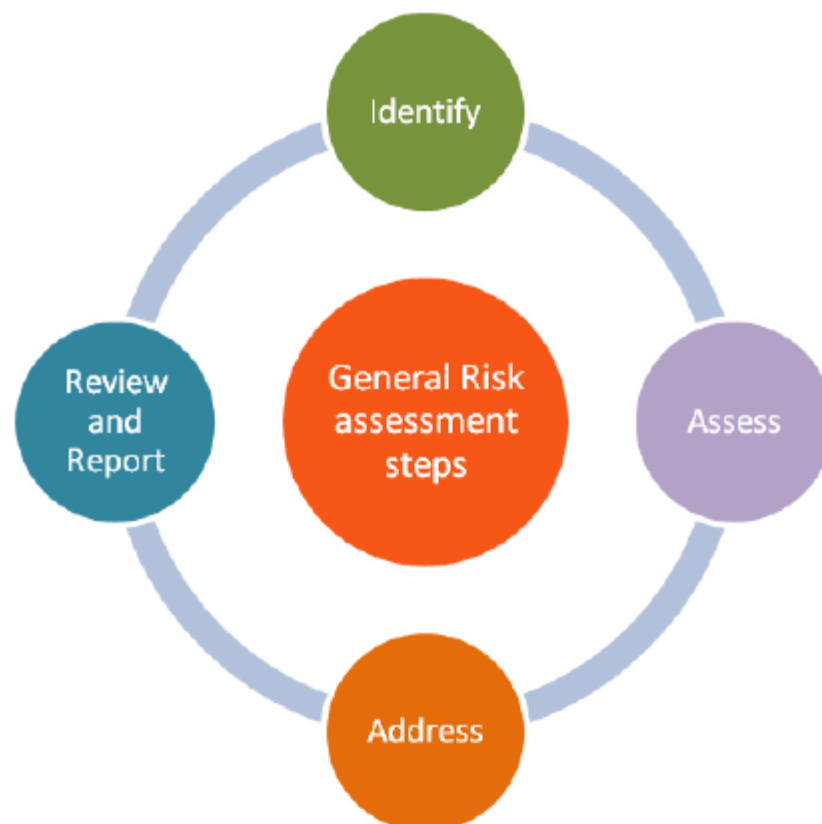 Identify
Review
and
Report
General Risk
assessment
steps
Assess
Address